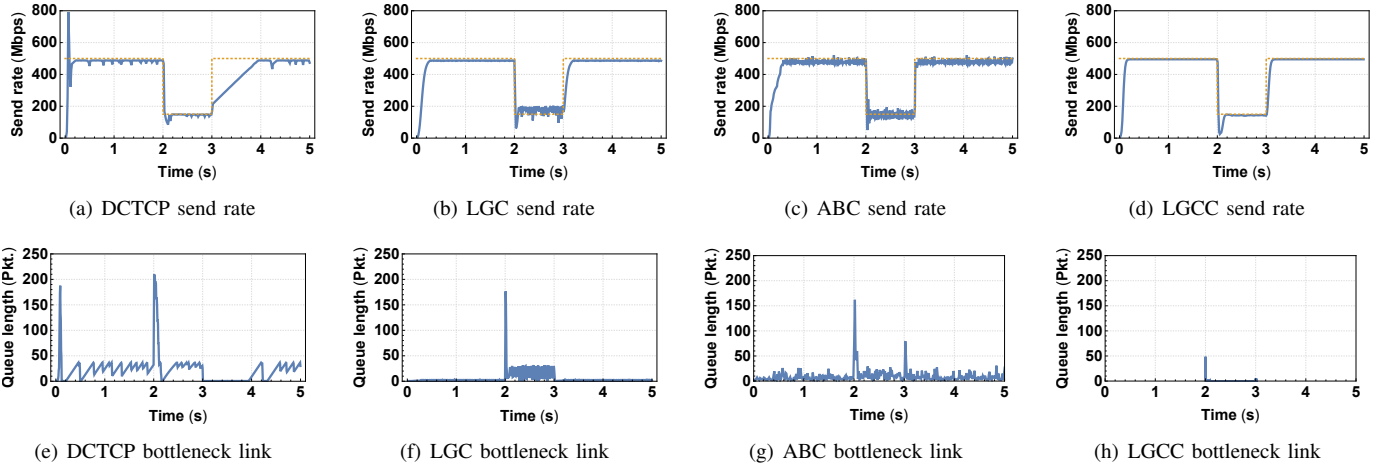 800
600
400
200
0
Send rate (Mbps)
0 1 2 3 4 5
Time (s)
(a) DCTCP send rate
800
600
400
200
0
Send rate (Mbps)
0 1 2 3 4 5
Time (s)
(b) LGC send rate
800
600
400
200
0
Send rate (Mbps)
0 1 2 3 4 5
Time (s)
(c) ABC send rate
800
600
400
200
0
Send rate (Mbps)
0 1 2 3 4 5
Time (s)
(d) LGCC send rate
250
200
150
100
50
0
Queue length (Pkt.)
0 1 2 3 4 5
Time (s)
(e) DCTCP bottleneck link
250
200
150
100
50
0
Queue length (Pkt.)
0 1 2 3 4 5
Time (s)
(f) LGC bottleneck link
250
200
150
100
50
0
Queue length (Pkt.)
0 1 2 3 4 5
Time (s)
(g) ABC bottleneck link
250
200
150
100
50
0
Queue length (Pkt.)
0 1 2 3 4 5
Time (s)
(h) LGCC bottleneck link